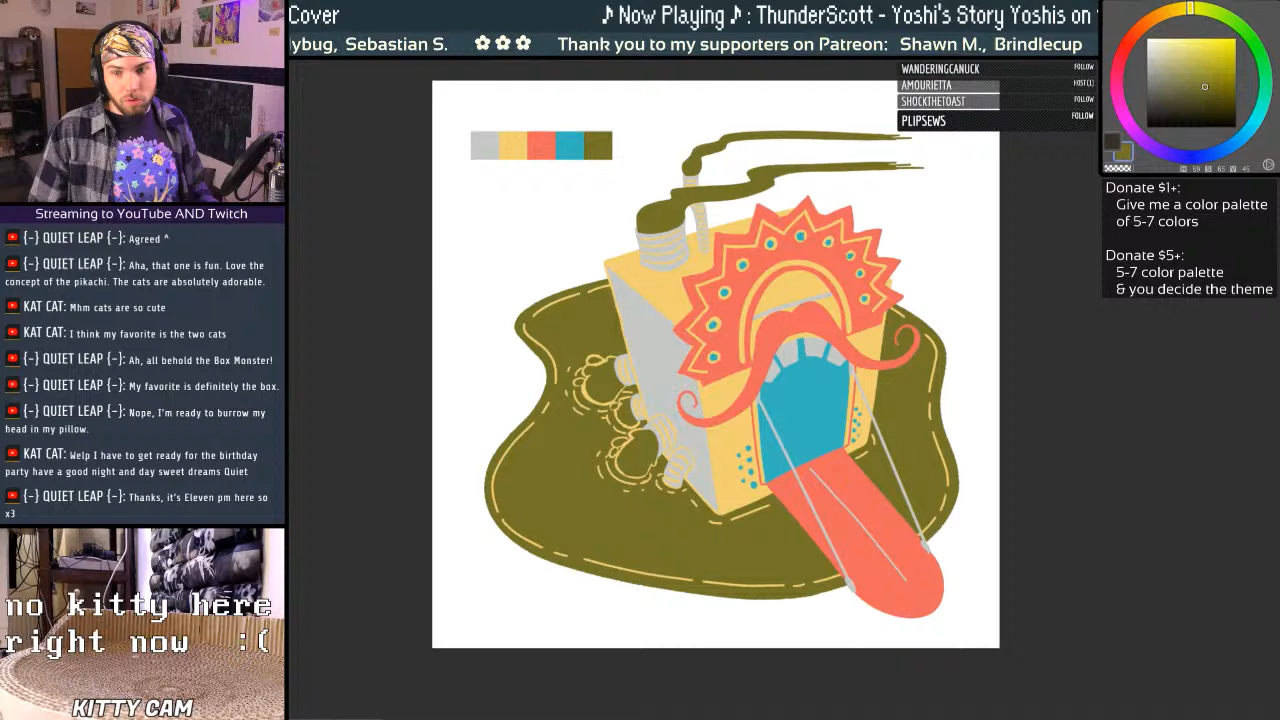 Cover
♪ Now Playing ♪ : ThunderScott - Yoshi's Story Yoshis on
lybug, Sebastian S. ✿ ✿ ✿ Thank you to my supporters on Patreon: Shawn M., Brindlecup
WANDERINGCANUCK FOLLOW
AMOURIETTA HOST(1)
SHOCKTHETOAST FOLLOW
PLIPSEWS FOLLOW
H 59 S 65 V 45
Donate $1+:
Give me a color palette
of 5-7 colors
Donate $5+:
5-7 color palette
& you decide the theme
Streaming to YouTube AND Twitch
{-} QUIET LEAP {-}: Agreed ^
{-} QUIET LEAP {-}: Aha, that one is fun. Love the
concept of the pikachi. The cats are absolutely adorable.
KAT CAT: Mhm cats are so cute
KAT CAT: I think my favorite is the two cats
{-} QUIET LEAP {-}: Ah, all behold the Box Monster!
{-} QUIET LEAP {-}: My favorite is definitely the box.
{-} QUIET LEAP {-}: Nope, I'm ready to burrow my
head in my pillow.
KAT CAT: Welp I have to get ready for the birthday
party have a good night and day sweet dreams Quiet
{-} QUIET LEAP {-}: Thanks, it's Eleven pm here so
x3
no kitty here
right now :(
KITTY CAM